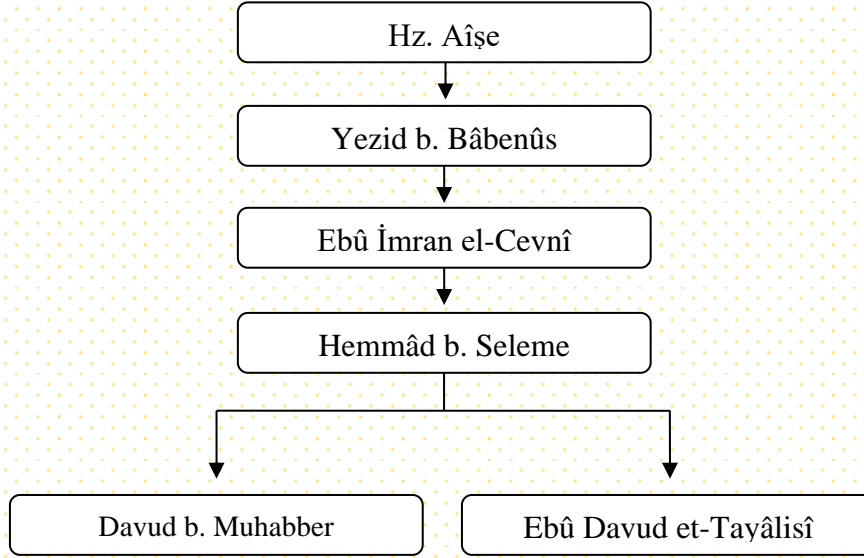 Hz. Aîşe
Yezid b. Bâbenûs
Ebû İmran el-Cevnî
Hemmâd b. Seleme
Davud b. Muhabber
Ebû Davud et-Tayâlisî